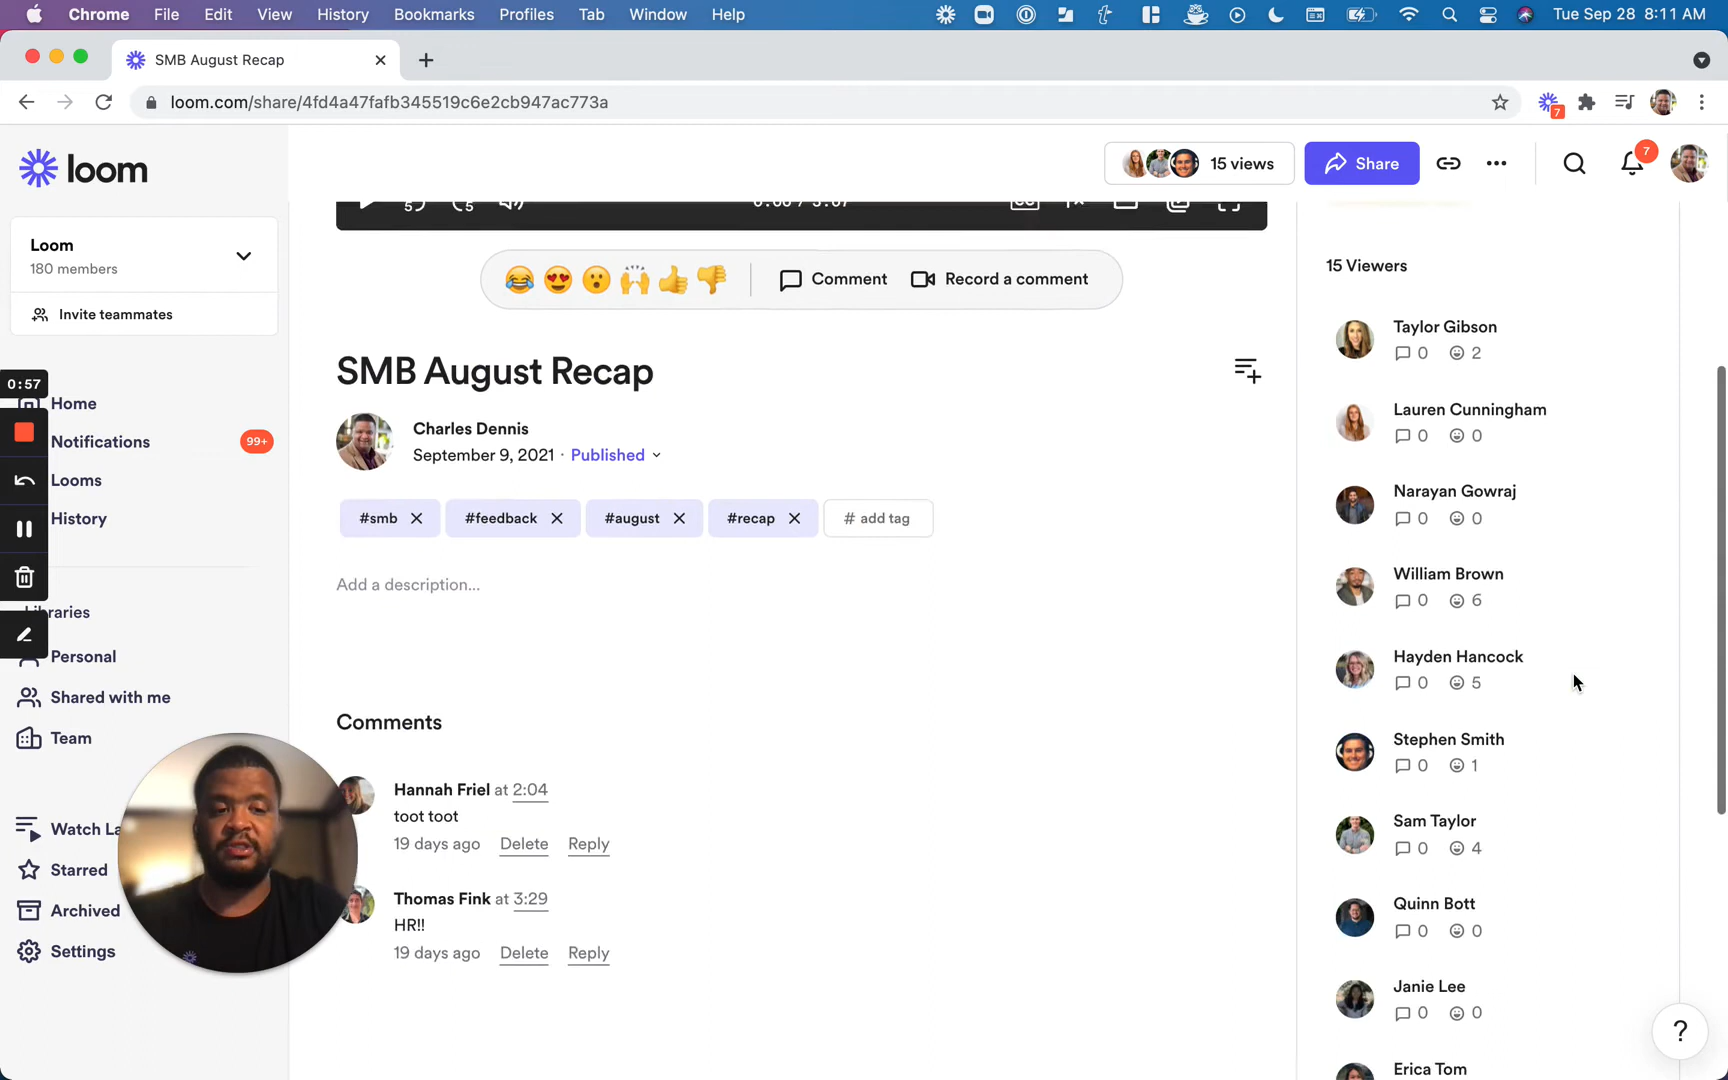 Chrome File Edit View History Bookmarks Profiles Tab Window Help Tue Sep 28 8:11 AM
SMB August Recap
loom.com/share/4fd4a47fafb345519c6e2cb947ac773a
7
loom
15 views
Share
7
Loom
180 members
Invite teammates
0:57
Home
Notifications 99+
Looms
History
Libraries
Personal
Shared with me
Team
Watch La
Starred
Archived
Settings
5 5
Comment
Record a comment
SMB August Recap
Charles Dennis
September 9, 2021 · Published
#smb #feedback #august #recap # add tag
Add a description...
Comments
Hannah Friel at 2:04
toot toot
19 days ago Delete Reply
Thomas Fink at 3:29
HR!!
19 days ago Delete Reply
15 Viewers
Taylor Gibson
0 2
Lauren Cunningham
0 0
Narayan Gowraj
0 0
William Brown
0 6
Hayden Hancock
0 5
Stephen Smith
0 1
Sam Taylor
0 4
Quinn Bott
0 0
Janie Lee
0 0
Erica Tom
?